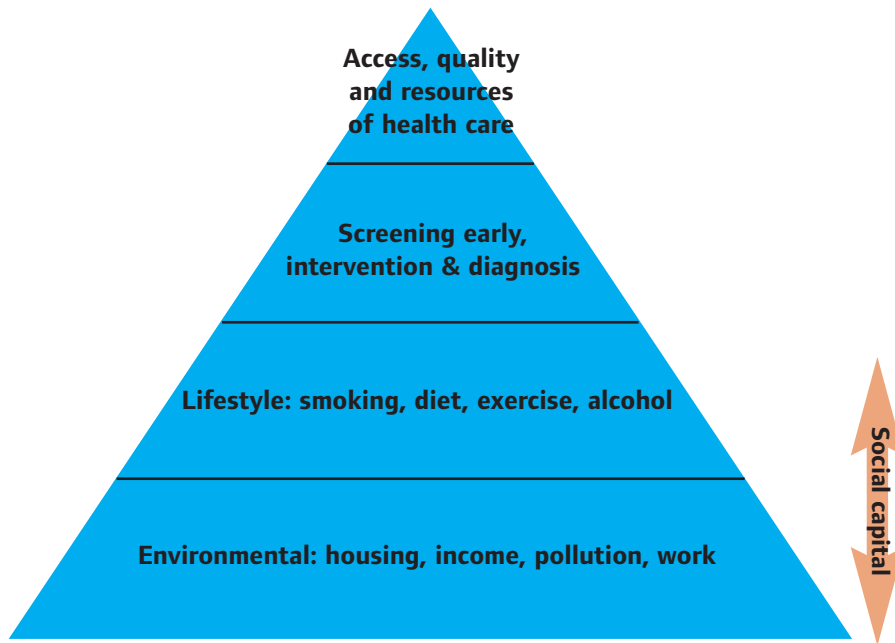 Access, quality
and resources
of health care
Screening early,
intervention & diagnosis
Lifestyle: smoking, diet, exercise, alcohol
Environmental: housing, income, pollution, work
Social capital